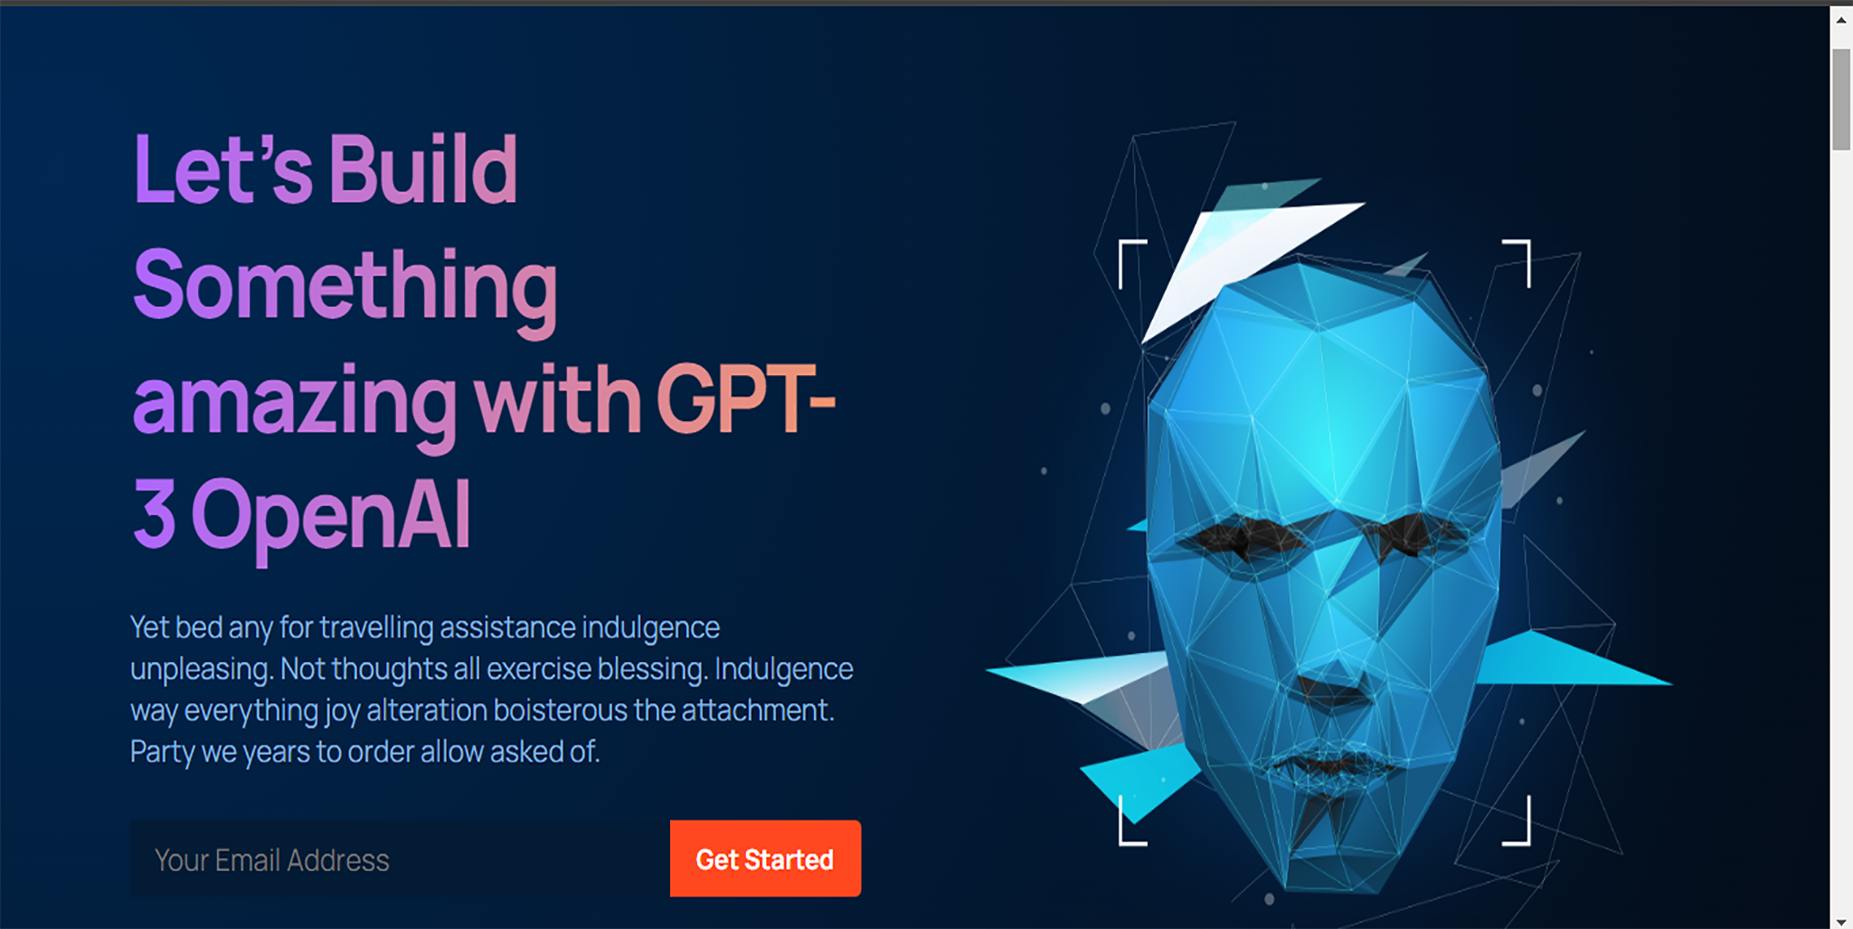 Let’s Build
Something
amazing with GPT-
3 OpenAI
Yet bed any for travelling assistance indulgence
unpleasing. Not thoughts all exercise blessing. Indulgence
way everything joy alteration boisterous the attachment.
Party we years to order allow asked of.
Your Email Address
Get Started